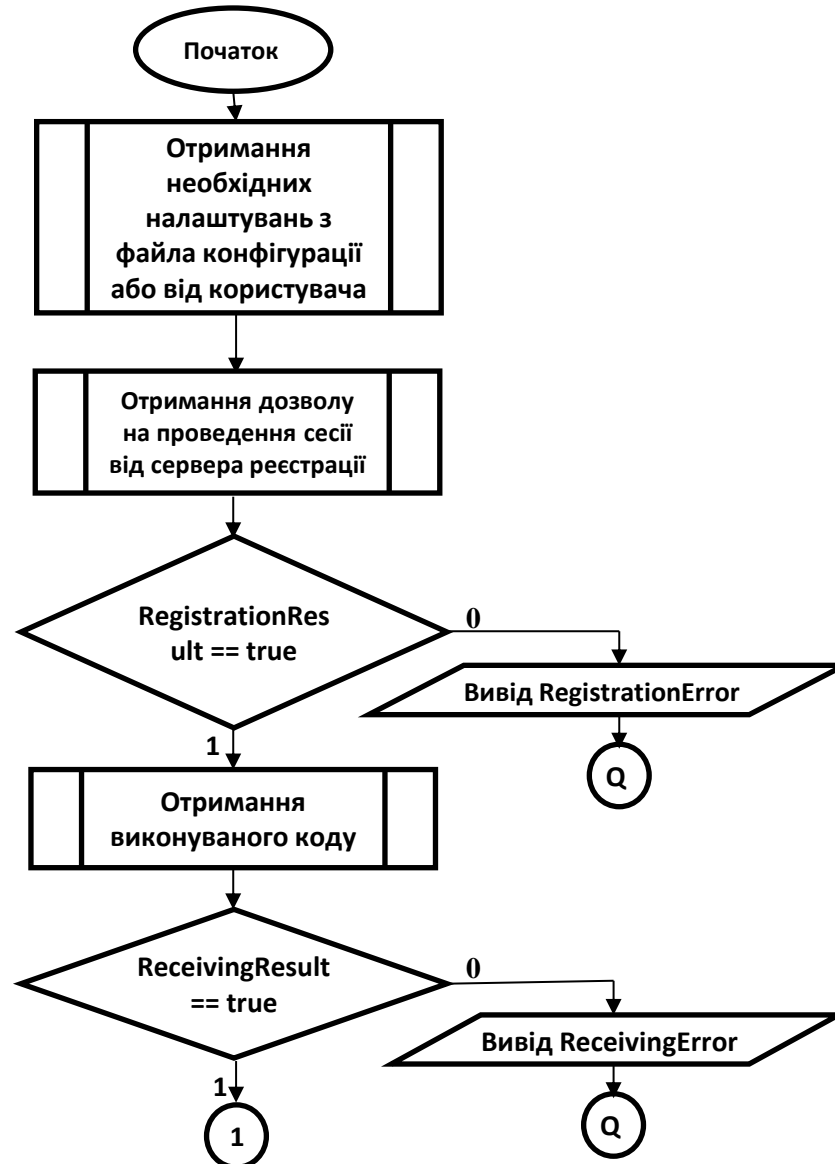 Початок
Отримання
необхідних
налаштувань з
файла конфігурації
або від користувача
Отримання дозволу
на проведення сесії
від сервера реєстрації
RegistrationRes
ult == true
0
Вивід RegistrationError
Q
1
Отримання
виконуваного коду
ReceivingResult
== true
0
Вивід ReceivingError
Q
1
1